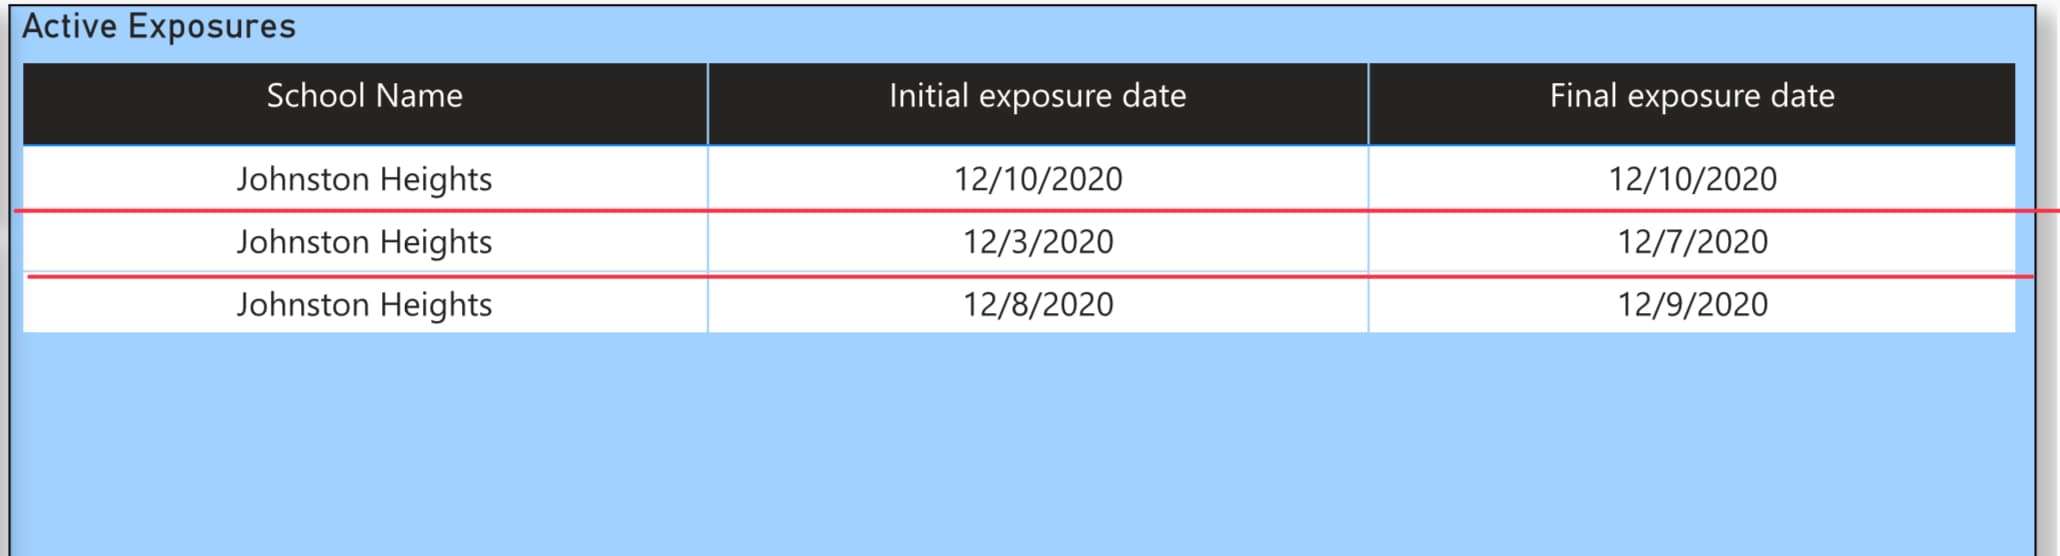 Active Exposures
School Name Initial exposure date Final exposure date
Johnston Heights 12/10/2020 12/10/2020
Johnston Heights 12/3/2020 12/7/2020
Johnston Heights 12/8/2020 12/9/2020